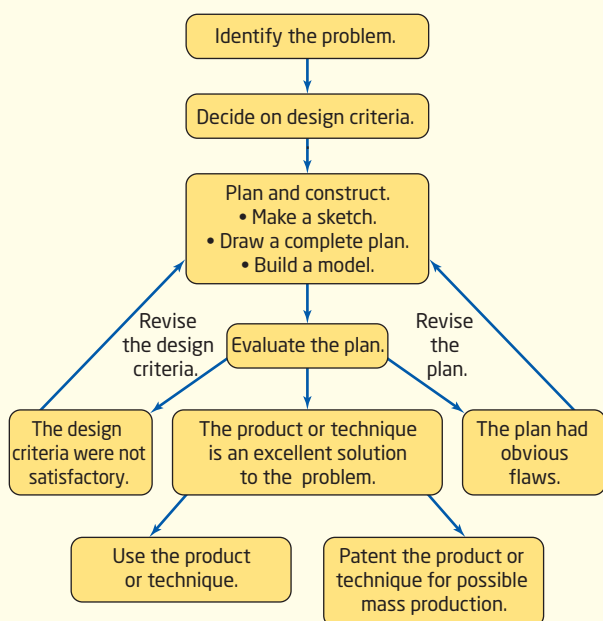 Identify the problem.
Decide on design criteria.
Plan and construct.
• Make a sketch.
• Draw a complete plan.
• Build a model.
Revise
the design
criteria.
Evaluate the plan.
Revise
the
plan.
The design
criteria were not
satisfactory.
The product or technique
is an excellent solution
to the problem.
The plan had
obvious
flaws.
Use the product
or technique.
Patent the product or
technique for possible
mass production.